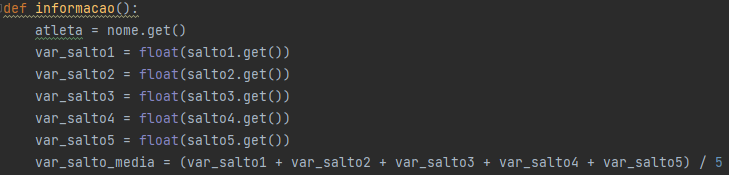 def informacao():
    atleta = nome.get()
    var_salto1 = float(salto1.get())
    var_salto2 = float(salto2.get())
    var_salto3 = float(salto3.get())
    var_salto4 = float(salto4.get())
    var_salto5 = float(salto5.get())
    var_salto_media = (var_salto1 + var_salto2 + var_salto3 + var_salto4 + var_salto5) / 5